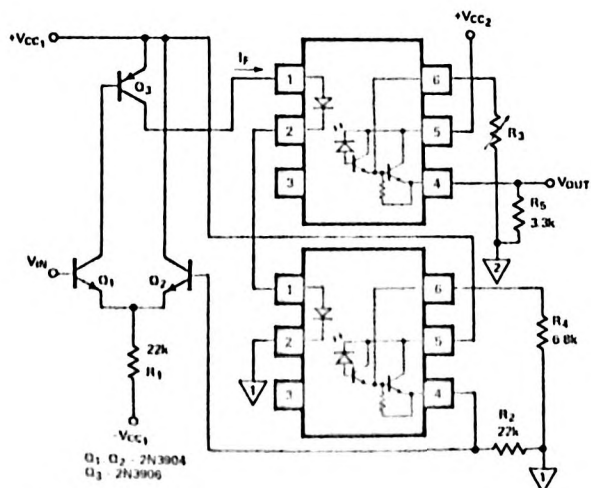 +VCC1
+VCC2
IF
Q3
1
2
3
6
5
4
R3
VOUT
R5
3.3k
2
VIN
Q1
Q2
1
2
3
6
5
4
R4
6.8k
22k
R1
1
R2
22k
-VCC1
1
Q1, Q2 - 2N3904
Q3 - 2N3906